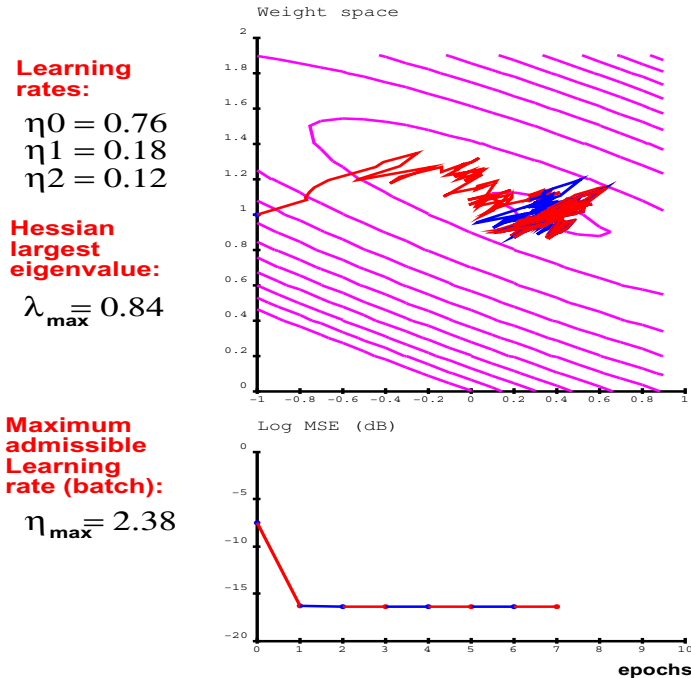 Weight space
Learning
rates:
η0 = 0.76
η1 = 0.18
η2 = 0.12
Hessian
largest
eigenvalue:
λmax = 0.84
2
1.8
1.6
1.4
1.2
1
0.8
0.6
0.4
0.2
0
-1 -0.8 -0.6 -0.4 -0.2 0 0.2 0.4 0.6 0.8 1
Maximum
admissible
Learning
rate (batch):
ηmax = 2.38
Log MSE (dB)
0
-5
-10
-15
-20
0 1 2 3 4 5 6 7 8 9 10
epochs